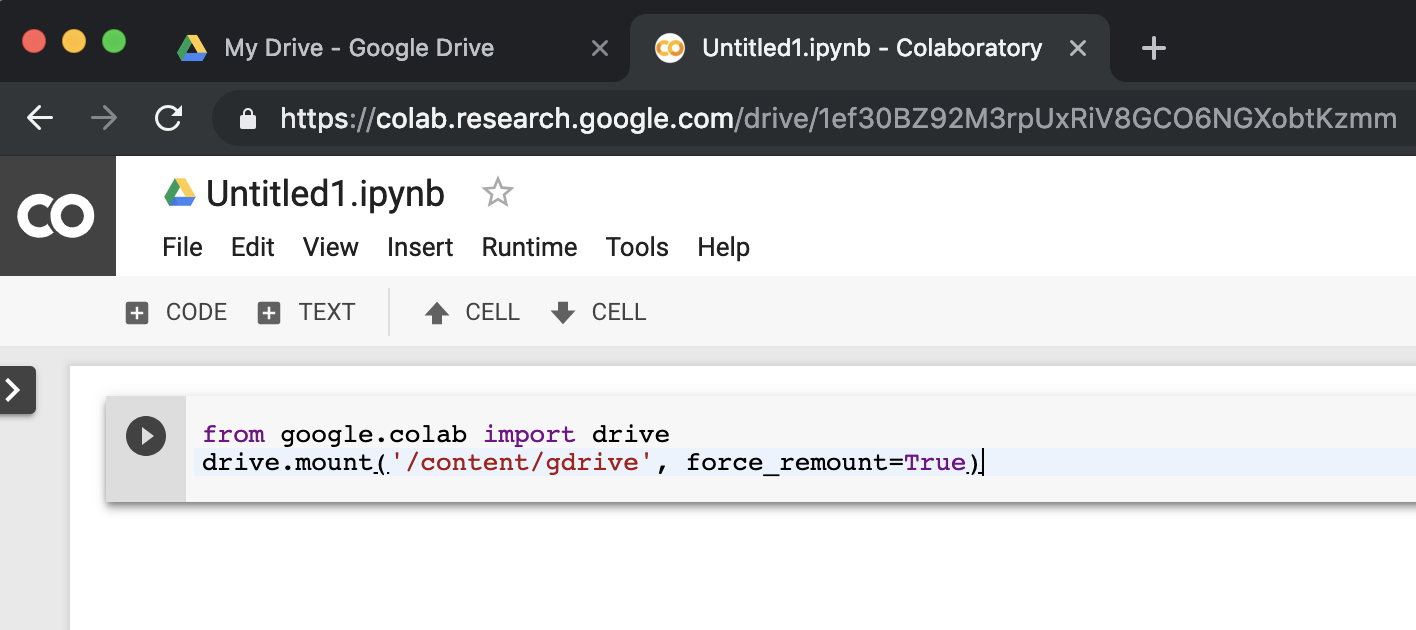 My Drive - Google Drive
Untitled1.ipynb - Colaboratory
https://colab.research.google.com/drive/1ef30BZ92M3rpUxRiV8GCO6NGXobtKzmm
CO
Untitled1.ipynb
File Edit View Insert Runtime Tools Help
CODE TEXT CELL CELL
from google.colab import drive
drive.mount('/content/gdrive', force_remount=True)